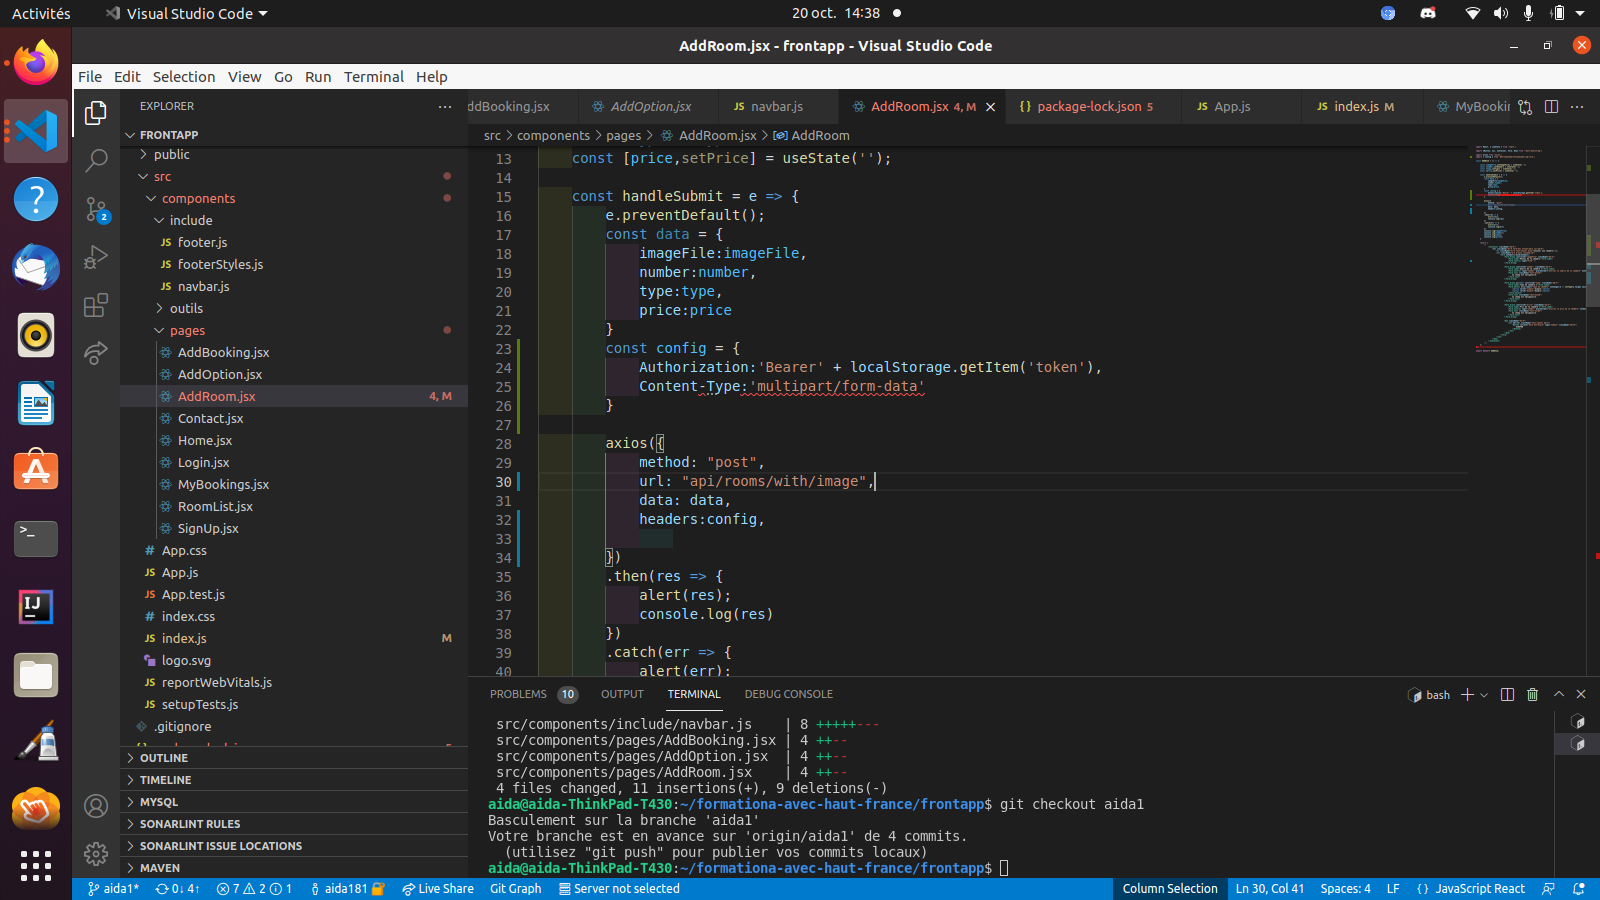 Activités
Visual Studio Code
20 oct. 14:38
AddRoom.jsx - frontapp - Visual Studio Code
File Edit Selection View Go Run Terminal Help
EXPLORER
FRONTAPP
public
src
components
include
JS footer.js
JS footerStyles.js
JS navbar.js
outils
pages
AddBooking.jsx
AddOption.jsx
AddRoom.jsx 4, M
Contact.jsx
Home.jsx
Login.jsx
MyBookings.jsx
RoomList.jsx
SignUp.jsx
# App.css
JS App.js
JS App.test.js
# index.css
JS index.js M
logo.svg
JS reportWebVitals.js
JS setupTests.js
.gitignore
OUTLINE
TIMELINE
MYSQL
SONARLINT RULES
SONARLINT ISSUE LOCATIONS
MAVEN
2
ddBooking.jsx AddOption.jsx JS navbar.js AddRoom.jsx 4, M {} package-lock.json 5 JS App.js JS index.js M MyBookin
src > components > pages > AddRoom.jsx > AddRoom
13 const [price,setPrice] = useState('');
14
15 const handleSubmit = e => {
16 e.preventDefault();
17 const data = {
18 imageFile:imageFile,
19 number:number,
20 type:type,
21 price:price
22 }
23 const config = {
24 Authorization:'Bearer' + localStorage.getItem('token'),
25 Content-Type:'multipart/form-data'
26 }
27
28 axios({
29 method: "post",
30 url: "api/rooms/with/image",
31 data: data,
32 headers:config,
33
34 })
35 .then(res => {
36 alert(res);
37 console.log(res)
38 })
39 .catch(err => {
40 alert(err);
PROBLEMS 10 OUTPUT TERMINAL DEBUG CONSOLE
bash
src/components/include/navbar.js | 8 +++++---
src/components/pages/AddBooking.jsx | 4 ++--
src/components/pages/AddOption.jsx | 4 ++--
src/components/pages/AddRoom.jsx | 4 ++--
4 files changed, 11 insertions(+), 9 deletions(-)
aida@aida-ThinkPad-T430:~/formationa-avec-haut-france/frontapp$ git checkout aida1
Basculement sur la branche 'aida1'
Votre branche est en avance sur 'origin/aida1' de 4 commits.
(utilisez "git push" pour publier vos commits locaux)
aida@aida-ThinkPad-T430:~/formationa-avec-haut-france/frontapp$
aida1* 0↓ 4↑ 7 2 1 aida181 Live Share Git Graph Server not selected Column Selection Ln 30, Col 41 Spaces: 4 LF {} JavaScript React